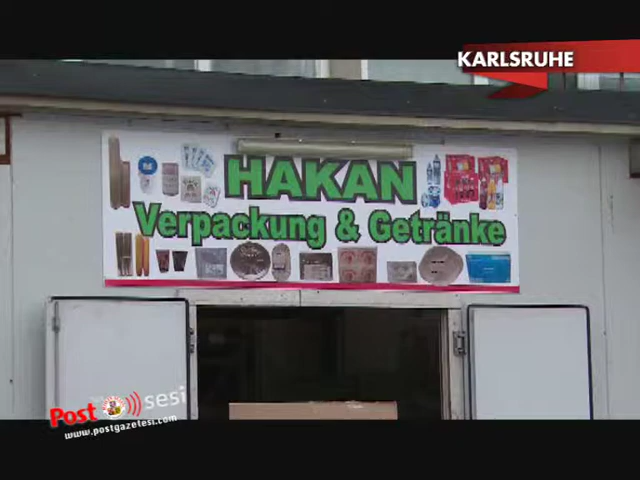 KARLSRUHE
HAKAN
Verpackung & Getränke
Post sesi
www.postgazetesi.com